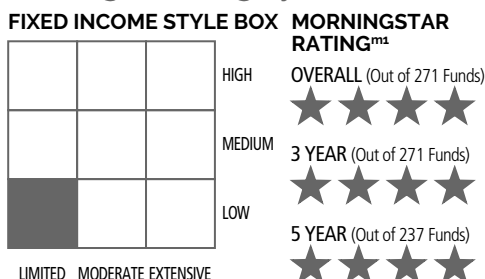 FIXED INCOME STYLE BOX
HIGH
MEDIUM
LOW
LIMITED MODERATE EXTENSIVE
MORNINGSTAR
RATINGᵐ¹
OVERALL (Out of 271 Funds)
3 YEAR (Out of 271 Funds)
5 YEAR (Out of 237 Funds)